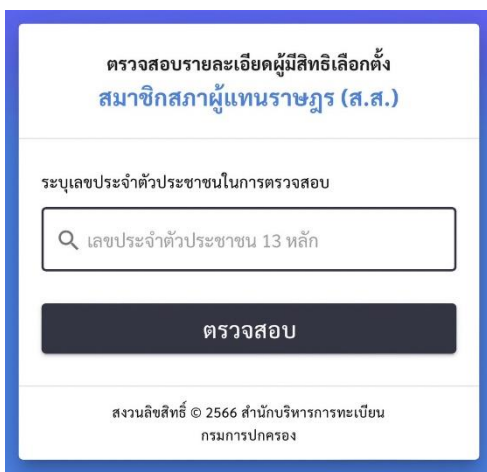 ตรวจสอบรายละเอียดผู้มีสิทธิเลือกตั้ง
สมาชิกสภาผู้แทนราษฎร (ส.ส.)
ระบุเลขประจำตัวประชาชนในการตรวจสอบ
เลขประจำตัวประชาชน 13 หลัก
ตรวจสอบ
สงวนลิขสิทธิ์ © 2566 สำนักบริหารการทะเบียน
กรมการปกครอง